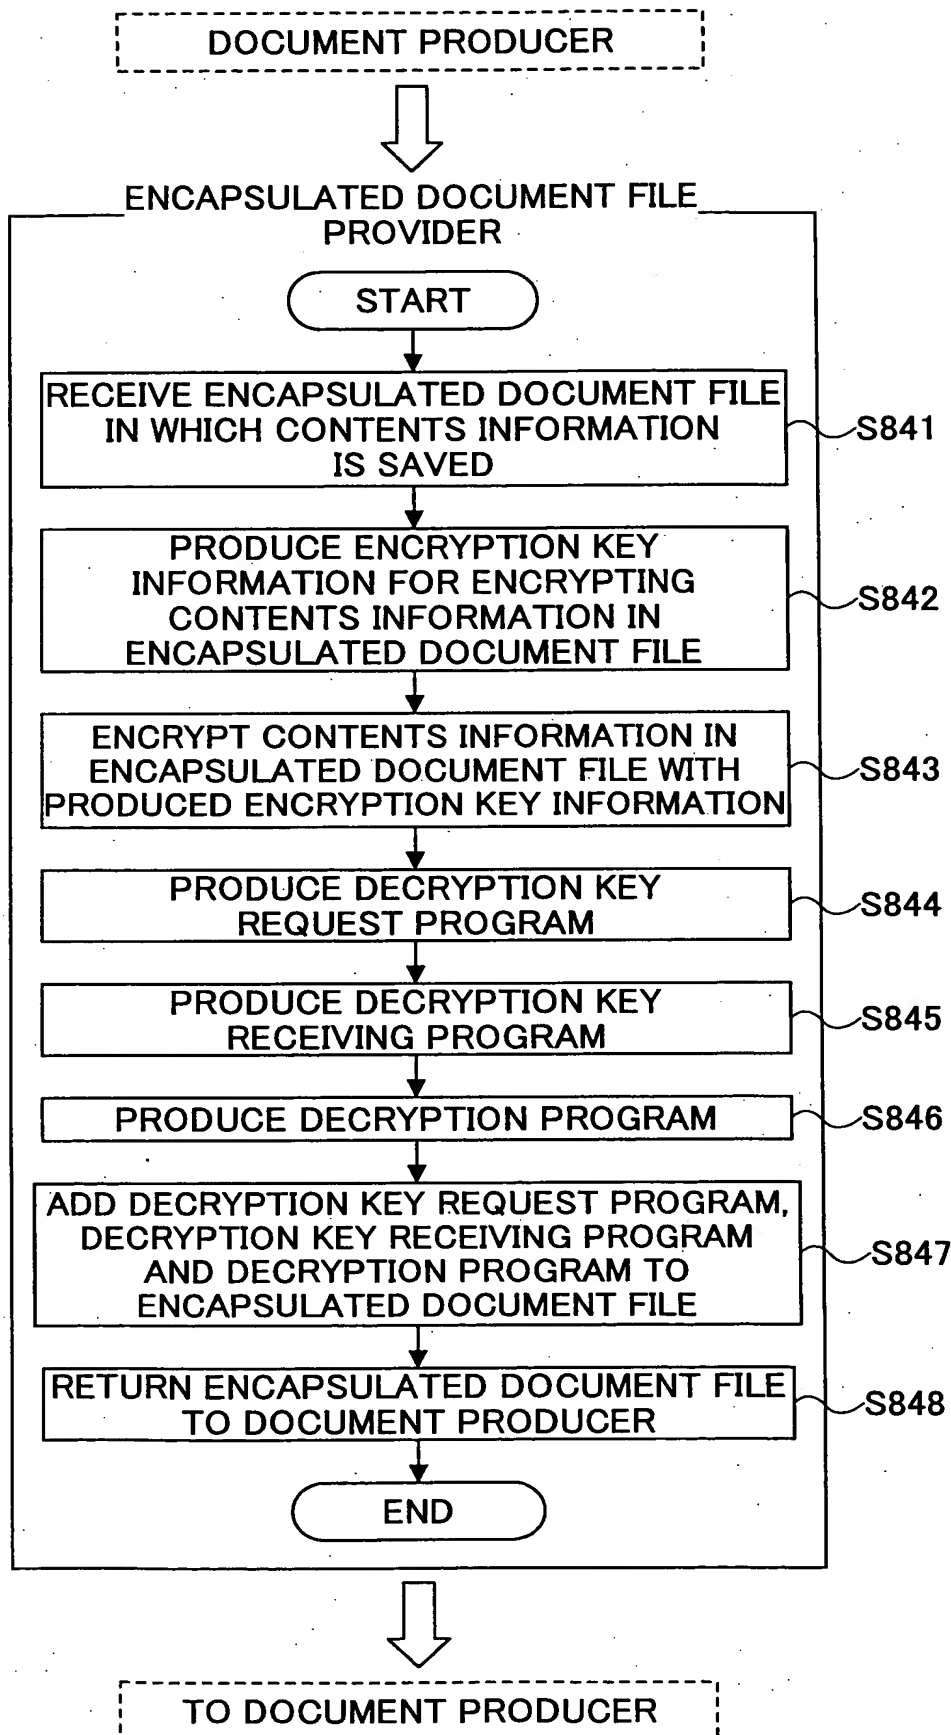 DOCUMENT PRODUCER
ENCAPSULATED DOCUMENT FILE
PROVIDER
START
RECEIVE ENCAPSULATED DOCUMENT FILE
IN WHICH CONTENTS INFORMATION
IS SAVED
S841
PRODUCE ENCRYPTION KEY
INFORMATION FOR ENCRYPTING
CONTENTS INFORMATION IN
ENCAPSULATED DOCUMENT FILE
S842
ENCRYPT CONTENTS INFORMATION IN
ENCAPSULATED DOCUMENT FILE WITH
PRODUCED ENCRYPTION KEY INFORMATION
S843
PRODUCE DECRYPTION KEY
REQUEST PROGRAM
S844
PRODUCE DECRYPTION KEY
RECEIVING PROGRAM
S845
PRODUCE DECRYPTION PROGRAM
S846
ADD DECRYPTION KEY REQUEST PROGRAM,
DECRYPTION KEY RECEIVING PROGRAM
AND DECRYPTION PROGRAM TO
ENCAPSULATED DOCUMENT FILE
S847
RETURN ENCAPSULATED DOCUMENT FILE
TO DOCUMENT PRODUCER
S848
END
TO DOCUMENT PRODUCER